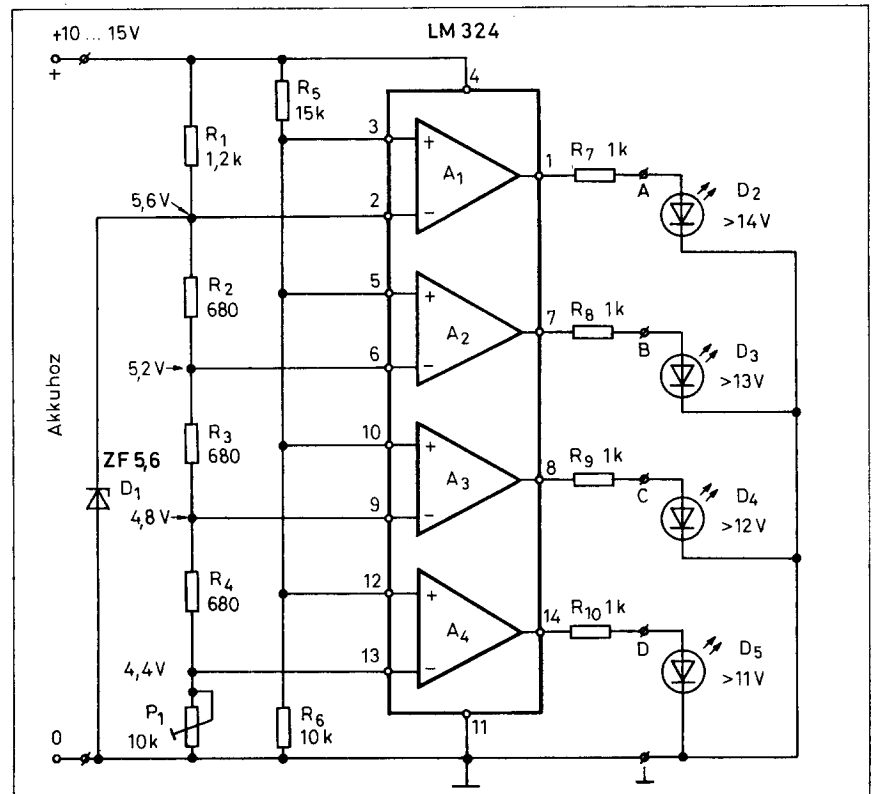 +10 ... 15V
+
LM 324
4
R5
15k
R1
1,2k
3
+
A1
1
R7 1k
A
D2
>14V
5,6V
2
−
R2
680
5
+
A2
7
R8 1k
B
D3
>13V
5,2V
6
−
Akkuhoz
R3
680
10
+
A3
8
R9 1k
C
D4
>12V
ZF 5,6
D1
4,8V
9
−
R4
680
12
+
A4
14
R10 1k
D
D5
>11V
4,4V
13
−
P1
10k
R6
10k
11
0